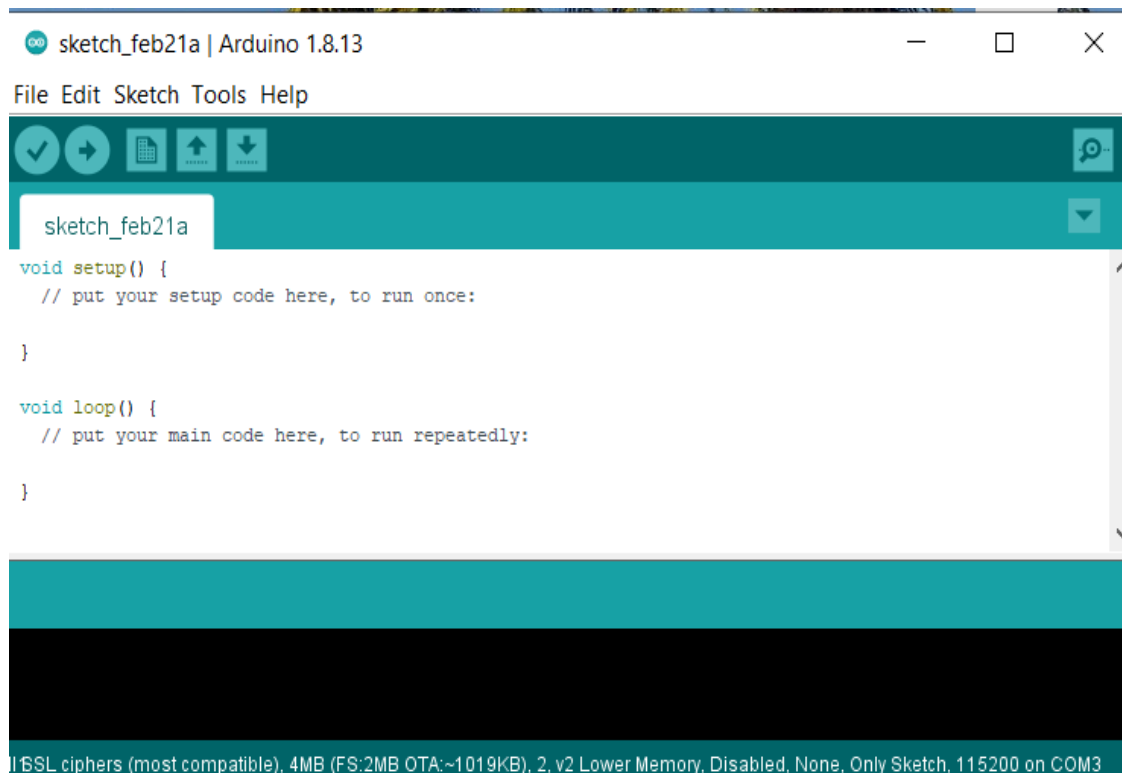 sketch_feb21a | Arduino 1.8.13
File Edit Sketch Tools Help
sketch_feb21a
void setup() {
  // put your setup code here, to run once:
}
void loop() {
  // put your main code here, to run repeatedly:
}
SSL ciphers (most compatible), 4MB (FS:2MB OTA:~1019KB), 2, v2 Lower Memory, Disabled, None, Only Sketch, 115200 on COM3